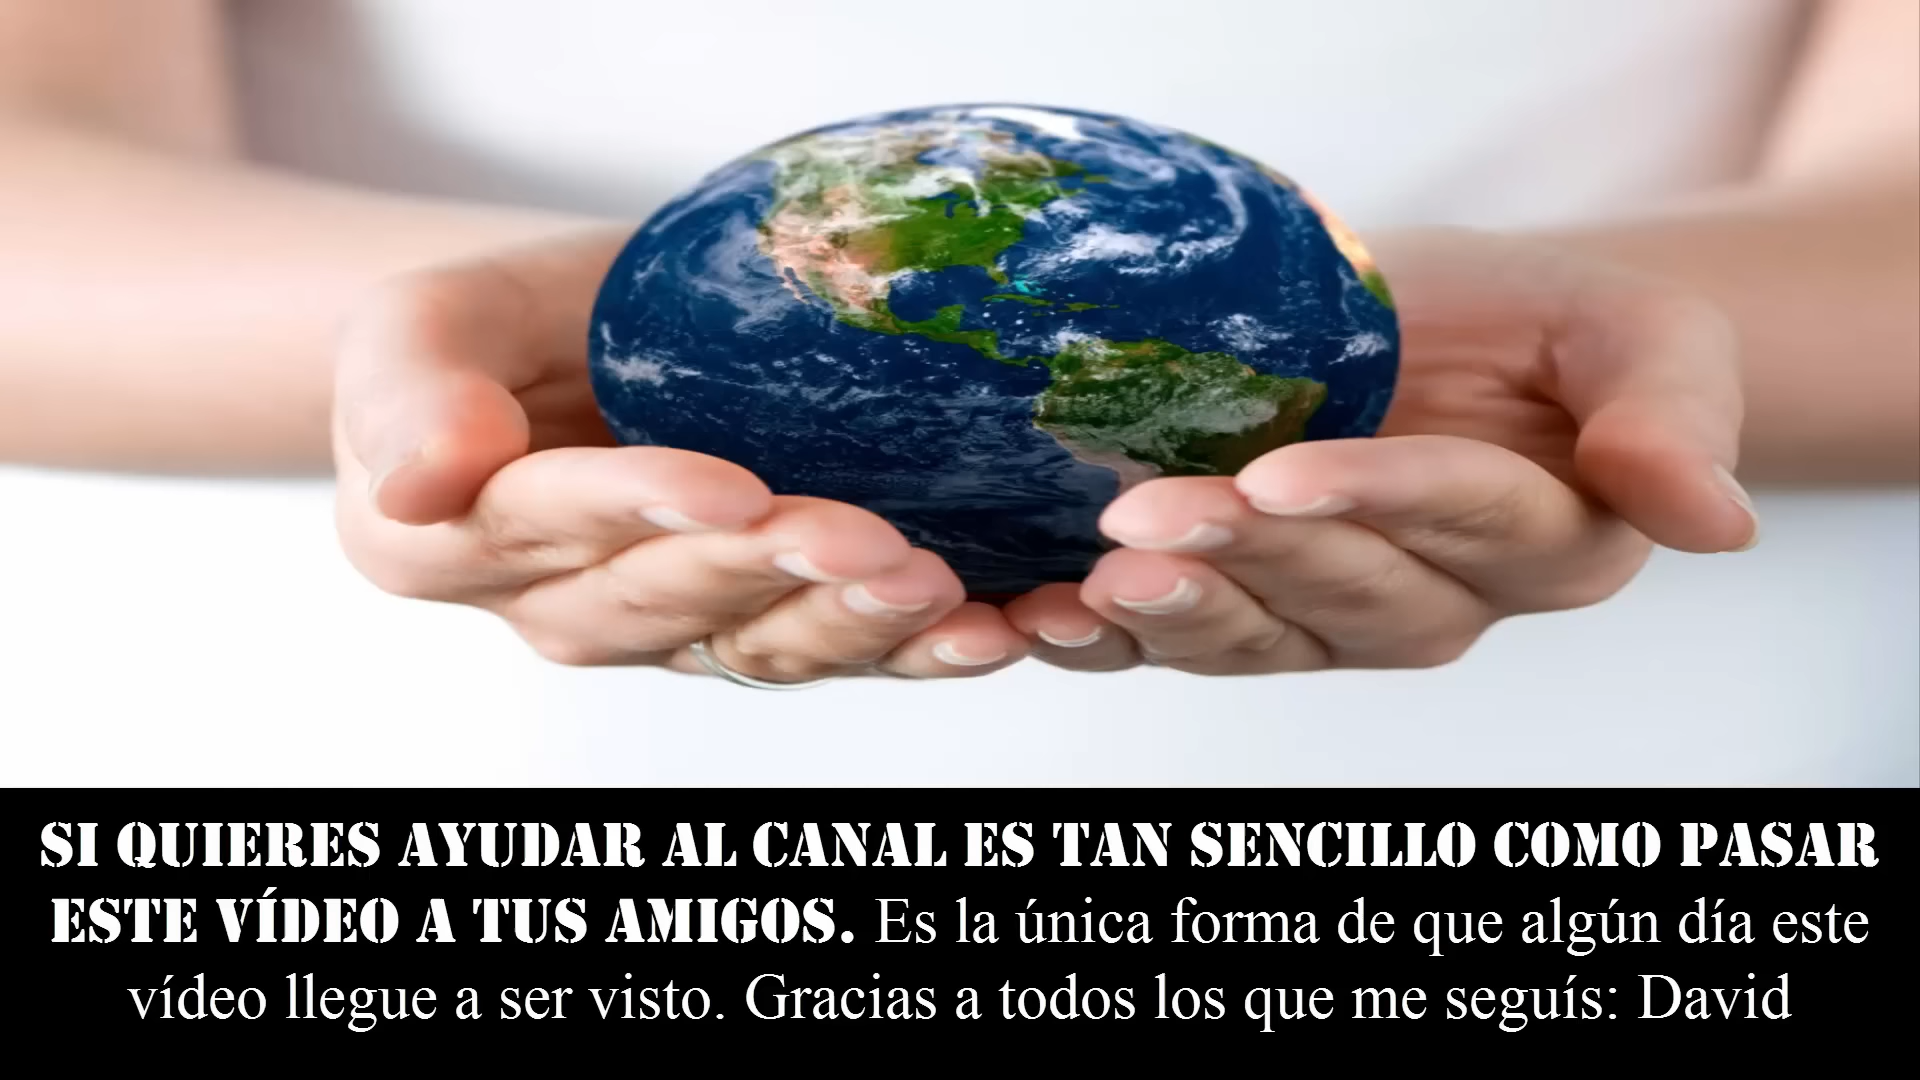 SI QUIERES AYUDAR AL CANAL ES TAN SENCILLO COMO PASAR
ESTE VÍDEO A TUS AMIGOS. Es la única forma de que algún día este
vídeo llegue a ser visto. Gracias a todos los que me seguís: David